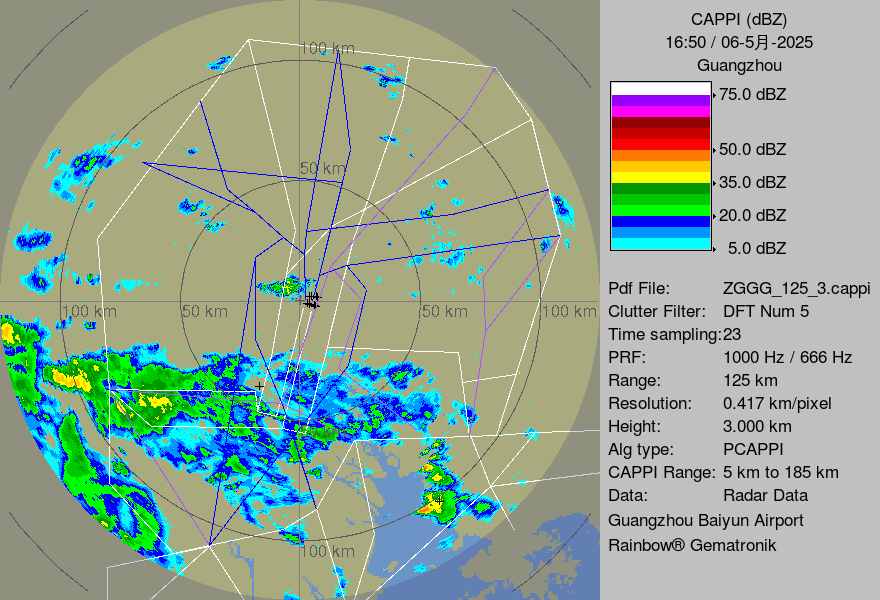 CAPPI (dBZ)
16:50 / 06-5月-2025
Guangzhou
75.0 dBZ
50.0 dBZ
35.0 dBZ
20.0 dBZ
5.0 dBZ
Pdf File: ZGGG_125_3.cappi
Clutter Filter: DFT Num 5
Time sampling:23
PRF: 1000 Hz / 666 Hz
Range: 125 km
Resolution: 0.417 km/pixel
Height: 3.000 km
Alg type: PCAPPI
CAPPI Range: 5 km to 185 km
Data: Radar Data
Guangzhou Baiyun Airport
Rainbow® Gematronik
100 km
50 km
100 km
50 km
50 km
100 km
100 km